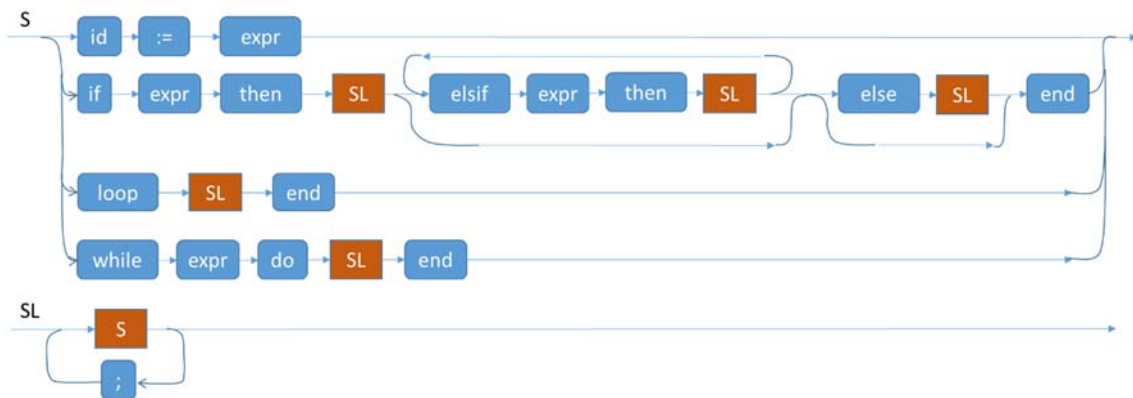 S
id := expr
if expr then SL elsif expr then SL else SL end
loop SL end
while expr do SL end
SL
S
;